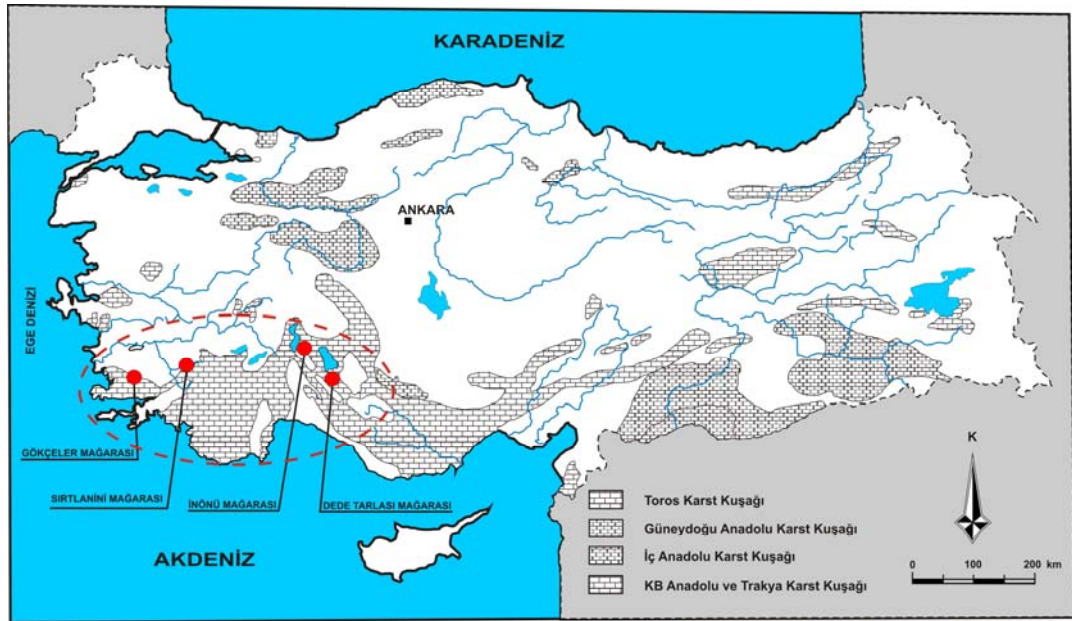 KARADENİZ
ANKARA
EGE DENİZİ
GÖKÇELER MAĞARASI
SIRTLANİNİ MAĞARASI
İNÖNÜ MAĞARASI
DEDE TARLASI MAĞARASI
AKDENİZ
K
Toros Karst Kuşağı
Güneydoğu Anadolu Karst Kuşağı
İç Anadolu Karst Kuşağı
KB Anadolu ve Trakya Karst Kuşağı
0 100 200 km